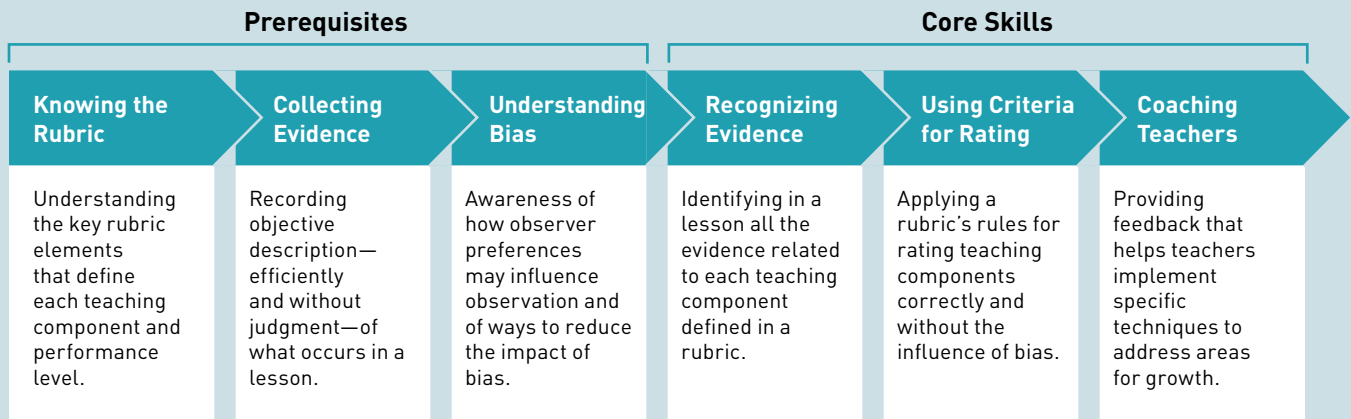 Prerequisites
Core Skills
Knowing the
Rubric
Understanding
the key rubric
elements
that define
each teaching
component and
performance
level.
Collecting
Evidence
Recording
objective
description—
efficiently
and without
judgment—of
what occurs in a
lesson.
Understanding
Bias
Awareness of
how observer
preferences
may influence
observation and
of ways to reduce
the impact of
bias.
Recognizing
Evidence
Identifying in a
lesson all the
evidence related
to each teaching
component
defined in a
rubric.
Using Criteria
for Rating
Applying a
rubric’s rules for
rating teaching
components
correctly and
without the
influence of bias.
Coaching
Teachers
Providing
feedback that
helps teachers
implement
specific
techniques to
address areas
for growth.